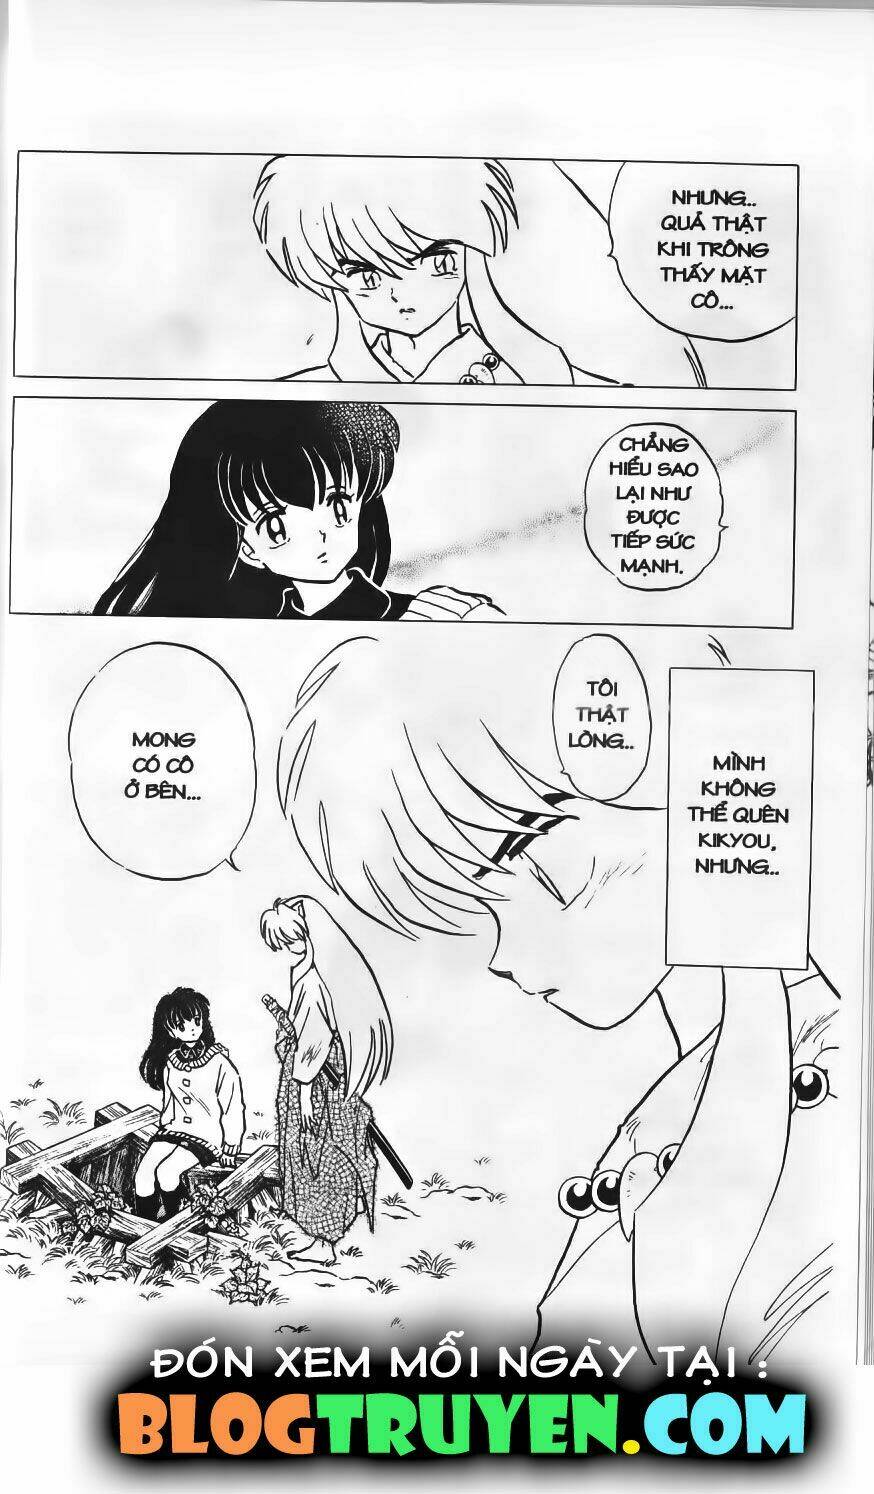 NHƯNG...
QUẢ THẬT
KHI TRÔNG
THẤY MẶT
CÔ...
CHẲNG
HIỂU SAO
LẠI NHƯ
ĐƯỢC
TIẾP SỨC
MẠNH.
TÔI
THẬT
LÒNG...
MÌNH
KHÔNG
THỂ QUÊN
KIKYOU,
NHƯNG...
MONG
CÓ CÔ
Ở BÊN...
ĐÓN XEM MỖI NGÀY TẠI :
BLOGTRUYEN.COM